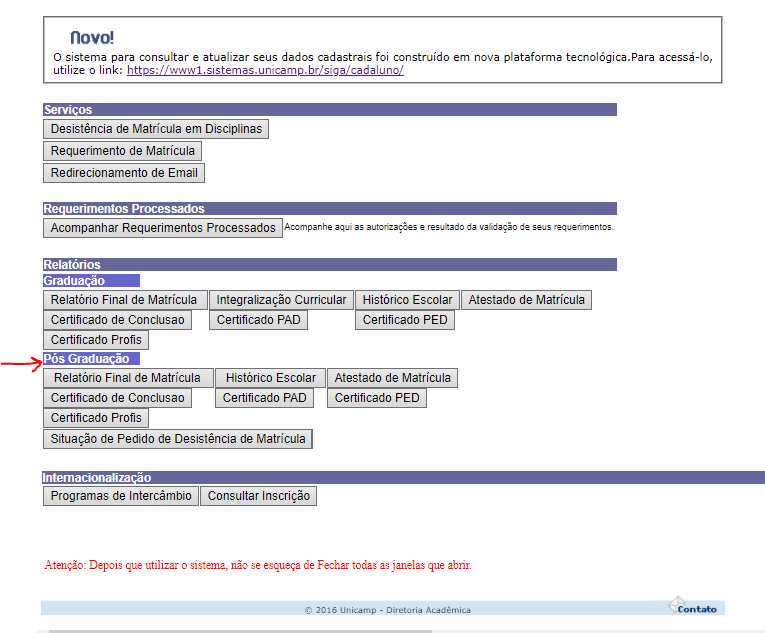 Novo!
O sistema para consultar e atualizar seus dados cadastrais foi construído em nova plataforma tecnológica.Para acessá-lo,
utilize o link: https://www1.sistemas.unicamp.br/siga/cadaluno/
Serviços
Desistência de Matrícula em Disciplinas
Requerimento de Matrícula
Redirecionamento de Email
Requerimentos Processados
Acompanhar Requerimentos Processados Acompanhe aqui as autorizações e resultado da validação de seus requerimentos.
Relatórios
Graduação
Relatório Final de Matrícula Integralização Curricular Histórico Escolar Atestado de Matrícula
Certificado de Conclusao Certificado PAD Certificado PED
Certificado Profis
Pós Graduação
Relatório Final de Matrícula Histórico Escolar Atestado de Matrícula
Certificado de Conclusao Certificado PAD Certificado PED
Certificado Profis
Situação de Pedido de Desistência de Matrícula
Internacionalização
Programas de Intercâmbio Consultar Inscrição
Atenção: Depois que utilizar o sistema, não se esqueça de Fechar todas as janelas que abrir.
© 2016 Unicamp - Diretoria Acadêmica Contato